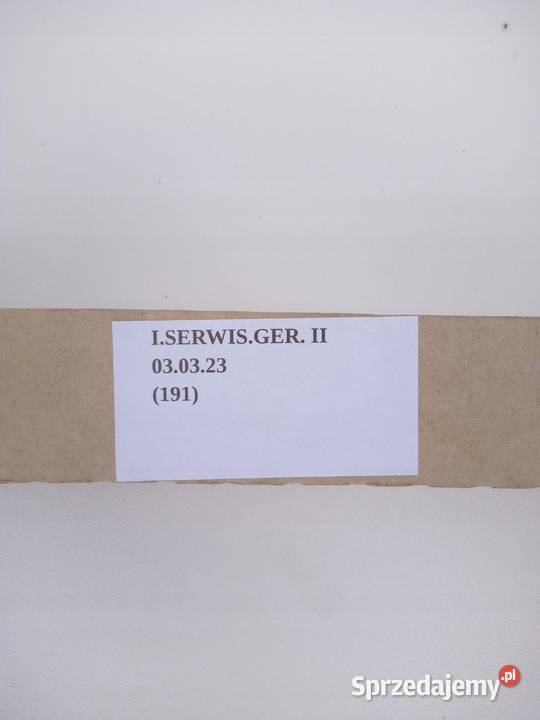 I.SERWIS.GER. II
03.03.23
(191)
Sprzedajemy.pl